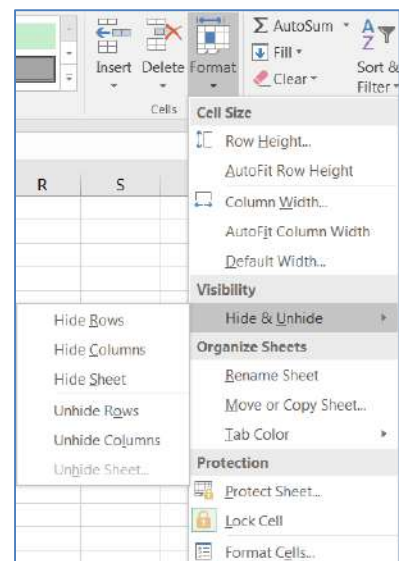 Σ AutoSum
A
Z
Fill
Insert Delete Format
Clear
Sort &
Filter
Cells
Cell Size
Row Height...
AutoFit Row Height
R S
Column Width...
AutoFit Column Width
Default Width...
Visibility
Hide Rows
Hide & Unhide
Hide Columns
Organize Sheets
Hide Sheet
Rename Sheet
Unhide Rows
Move or Copy Sheet...
Unhide Columns
Tab Color
Unhide Sheet...
Protection
Protect Sheet...
Lock Cell
Format Cells...